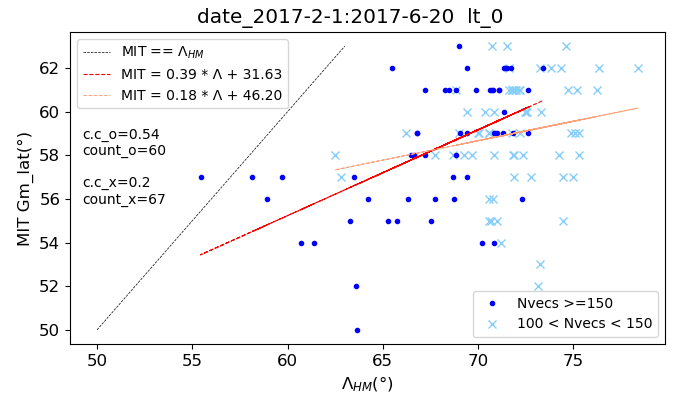 date_2017-2-1:2017-6-20  lt_0
MIT == Λ_HM
MIT = 0.39 * Λ + 31.63
MIT = 0.18 * Λ + 46.20
c.c_o=0.54
count_o=60
c.c_x=0.2
count_x=67
MIT Gm_lat(°)
62
60
58
56
54
52
50
Nvecs >=150
100 < Nvecs < 150
50 55 60 65 70 75
Λ_HM(°)